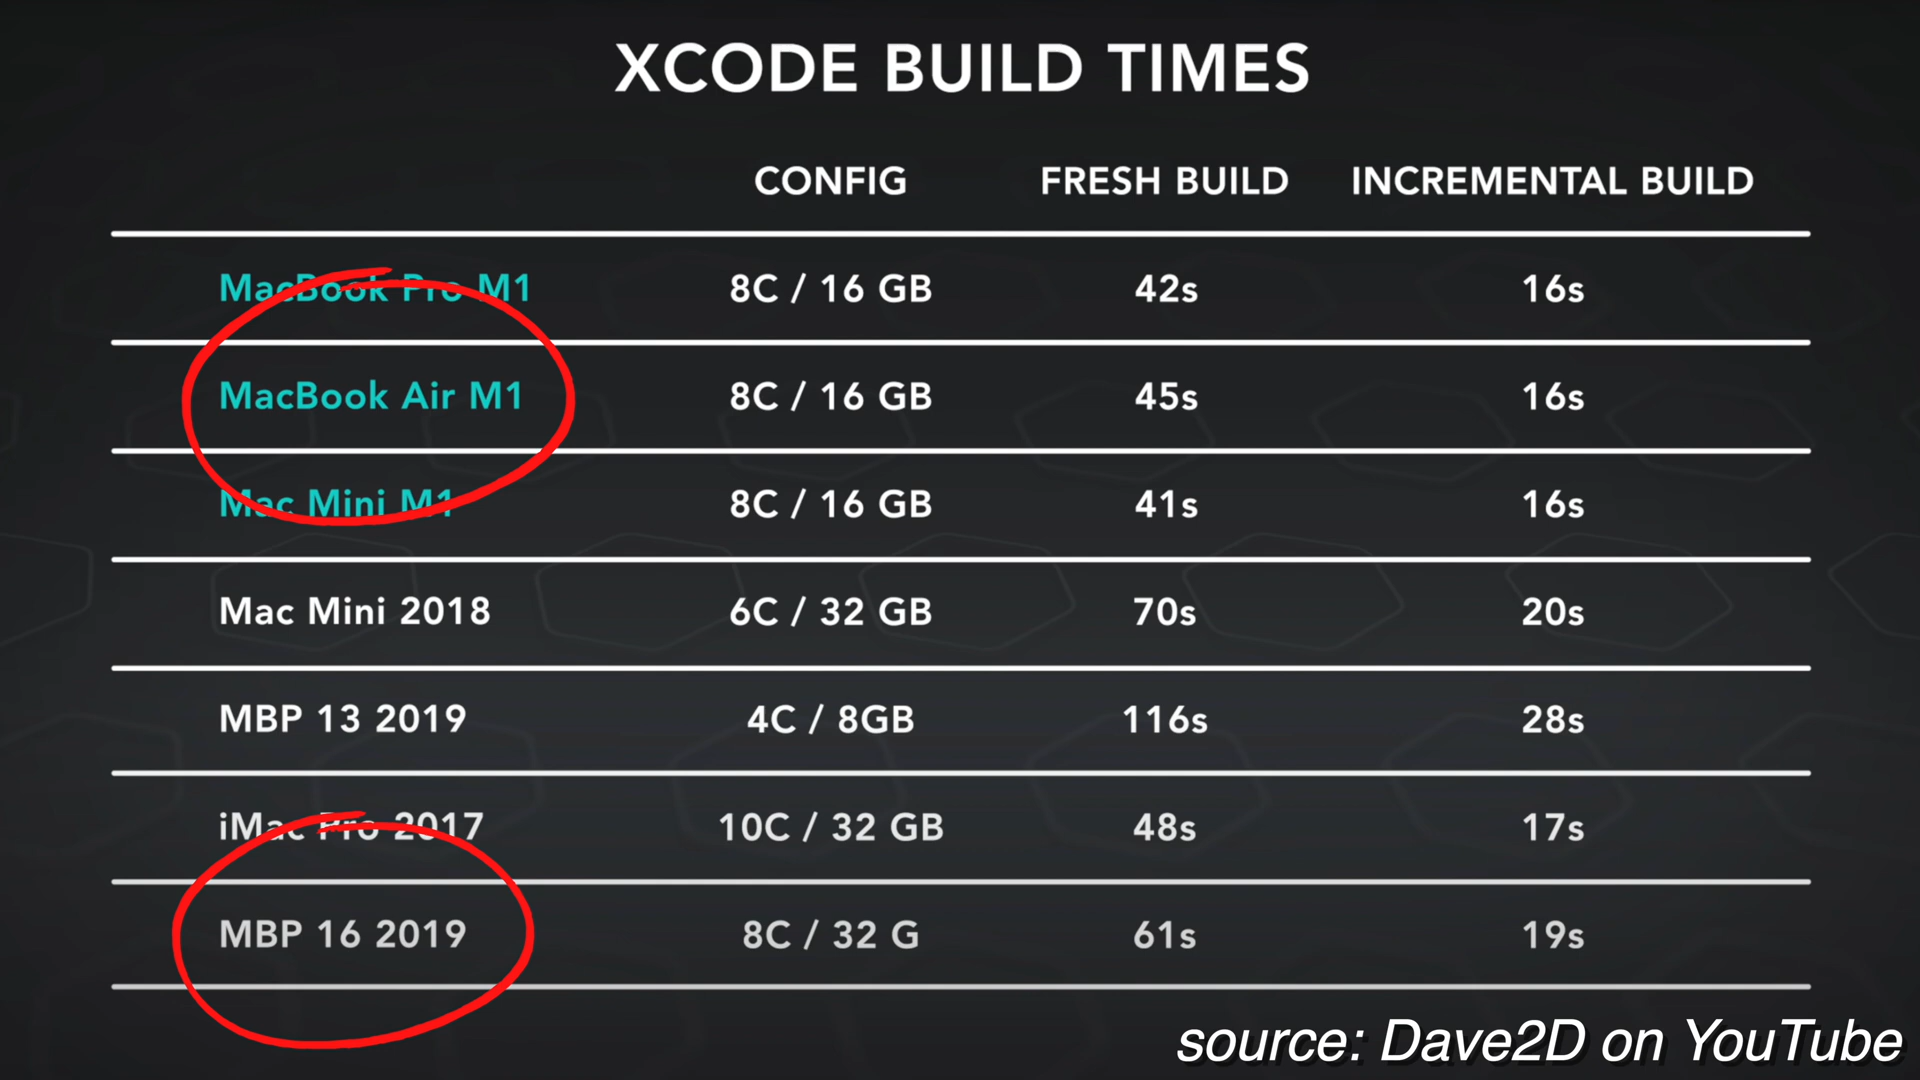 XCODE BUILD TIMES
CONFIG FRESH BUILD INCREMENTAL BUILD
MacBook Pro M1 8C / 16 GB 42s 16s
MacBook Air M1 8C / 16 GB 45s 16s
Mac Mini M1 8C / 16 GB 41s 16s
Mac Mini 2018 6C / 32 GB 70s 20s
MBP 13 2019 4C / 8GB 116s 28s
iMac Pro 2017 10C / 32 GB 48s 17s
MBP 16 2019 8C / 32 G 61s 19s
source: Dave2D on YouTube